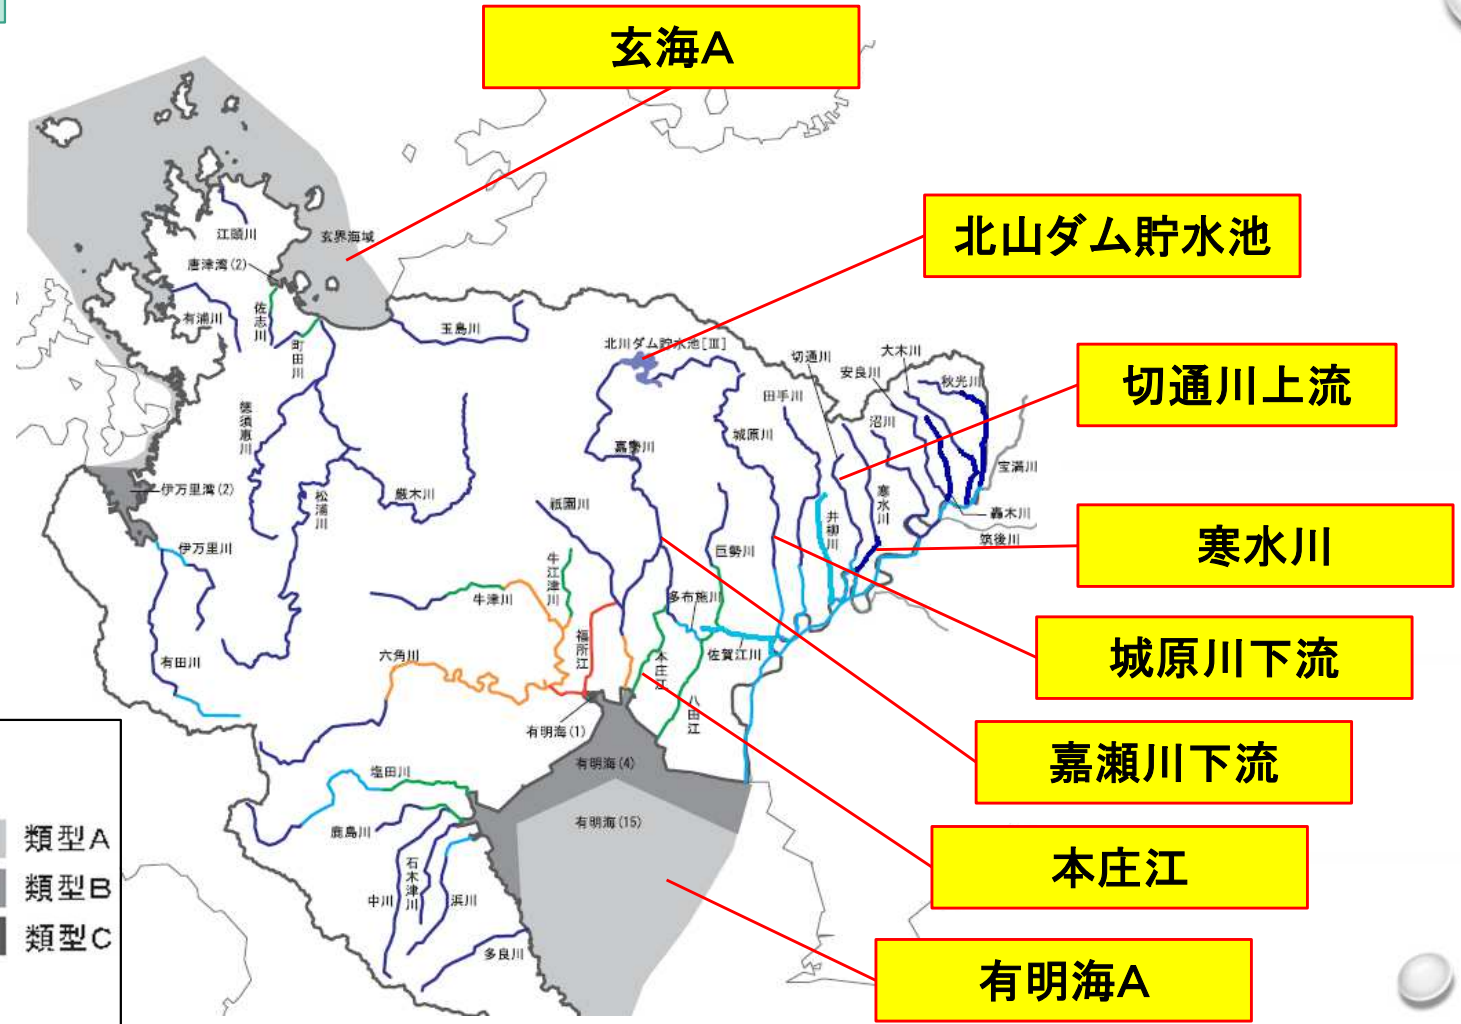 玄海A
北山ダム貯水池
切通川上流
寒水川
城原川下流
嘉瀬川下流
本庄江
有明海A
江頭川
玄界海域
唐津湾(2)
有浦川
佐志川
町田川
玉島川
北川ダム貯水池[Ⅲ]
切通川
大木川
安良川
秋光川
田手川
沼川
徳須恵川
城原川
嘉勢川
宝満川
伊万里湾(2)
松浦川
厳木川
祇園川
寒水川
井柳川
轟木川
筑後川
伊万里川
巨勢川
牛江津川
牛津川
多布施川
福所江
六角川
本庄江
佐賀江川
有田川
八田江
有明海(1)
有明海(4)
塩田川
有明海(15)
鹿島川
石木津川
中川
浜川
多良川
類型A
類型B
類型C